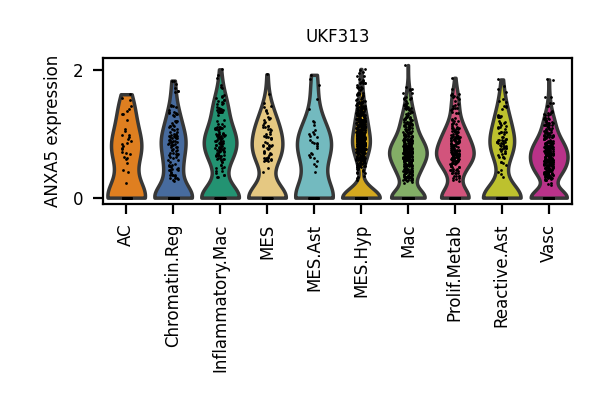 UKF313
ANXA5 expression
2
0
AC
Chromatin.Reg
Inflammatory.Mac
MES
MES.Ast
MES.Hyp
Mac
Prolif.Metab
Reactive.Ast
Vasc